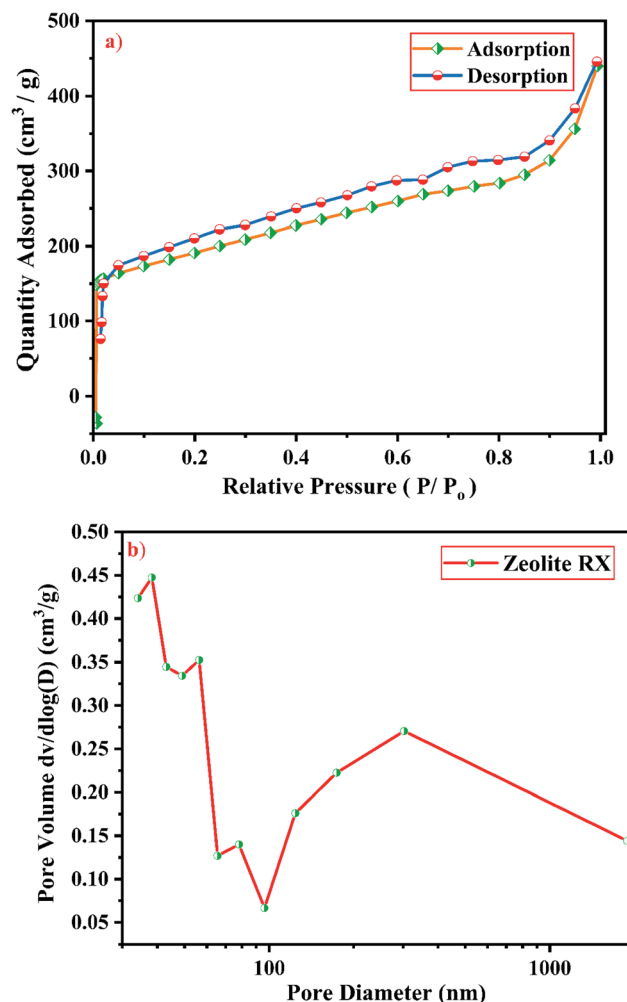 a)
Adsorption
Desorption
Quantity Adsorbed (cm³ / g)
500
400
300
200
100
0
0.0 0.2 0.4 0.6 0.8 1.0
Relative Pressure ( P/ Pₒ )
b)
Zeolite RX
Pore Volume dv/dlog(D) (cm³/g)
0.50
0.45
0.40
0.35
0.30
0.25
0.20
0.15
0.10
0.05
100 1000
Pore Diameter (nm)